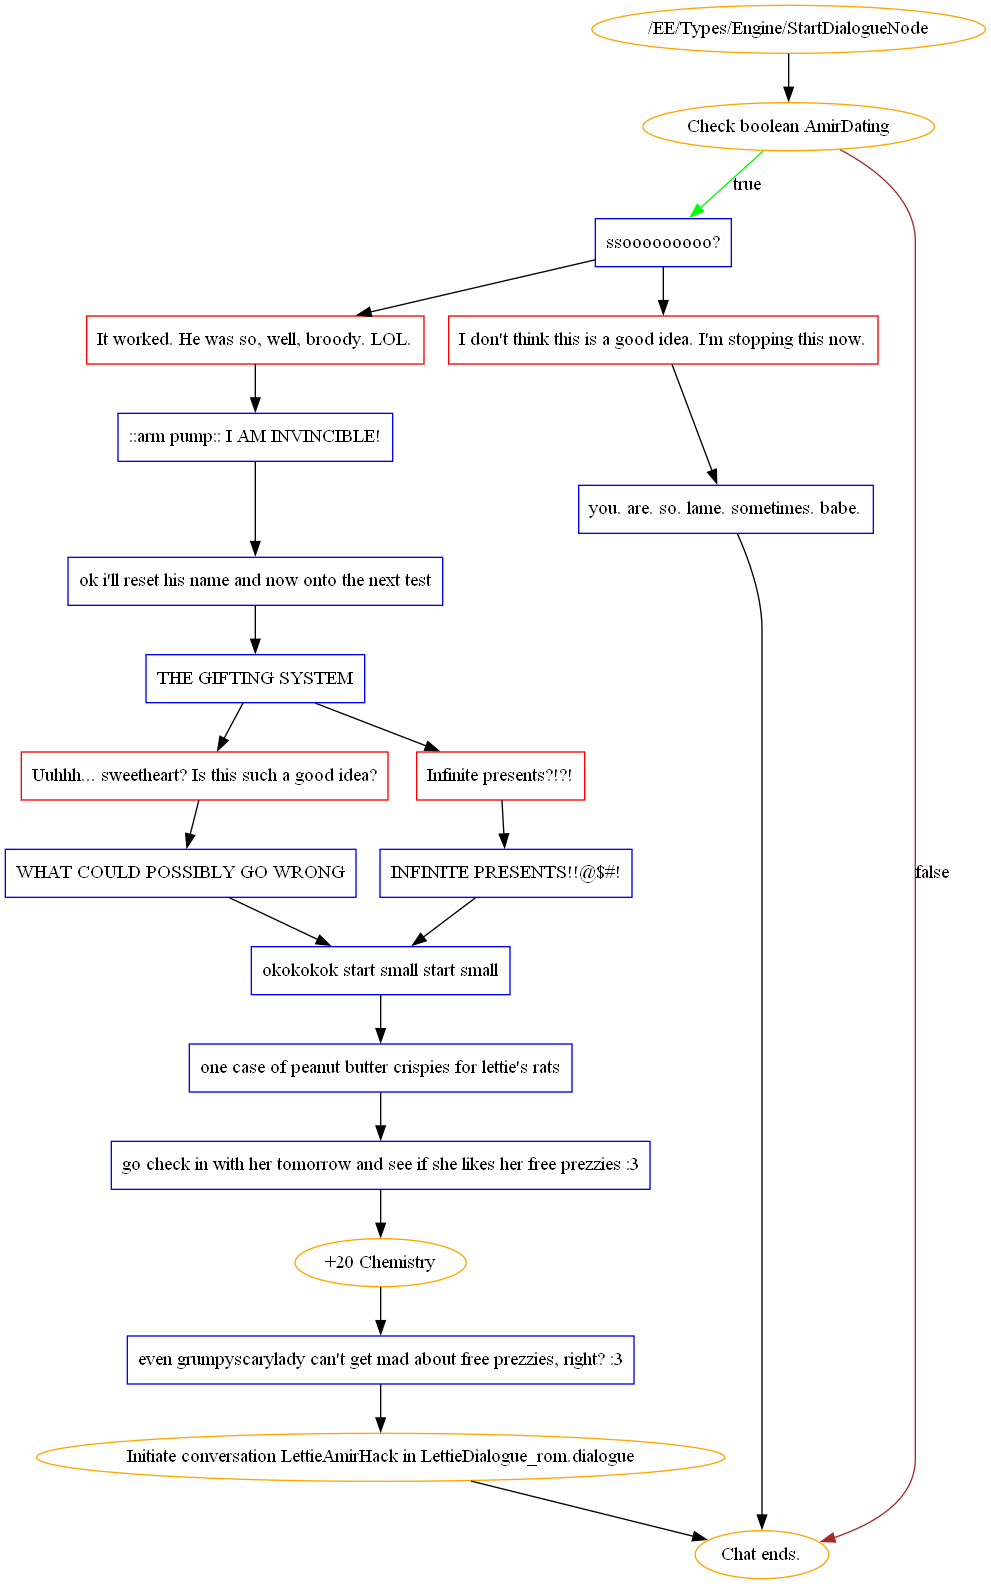 /EE/Types/Engine/StartDialogueNode
Check boolean AmirDating
true
ssooooooooo?
It worked. He was so, well, broody. LOL.
I don't think this is a good idea. I'm stopping this now.
::arm pump:: I AM INVINCIBLE!
you. are. so. lame. sometimes. babe.
ok i'll reset his name and now onto the next test
THE GIFTING SYSTEM
Uuhhh... sweetheart? Is this such a good idea?
Infinite presents?!?!
WHAT COULD POSSIBLY GO WRONG
INFINITE PRESENTS!!@$#!
false
okokokok start small start small
one case of peanut butter crispies for lettie's rats
go check in with her tomorrow and see if she likes her free prezzies :3
+20 Chemistry
even grumpyscarylady can't get mad about free prezzies, right? :3
Initiate conversation LettieAmirHack in LettieDialogue_rom.dialogue
Chat ends.